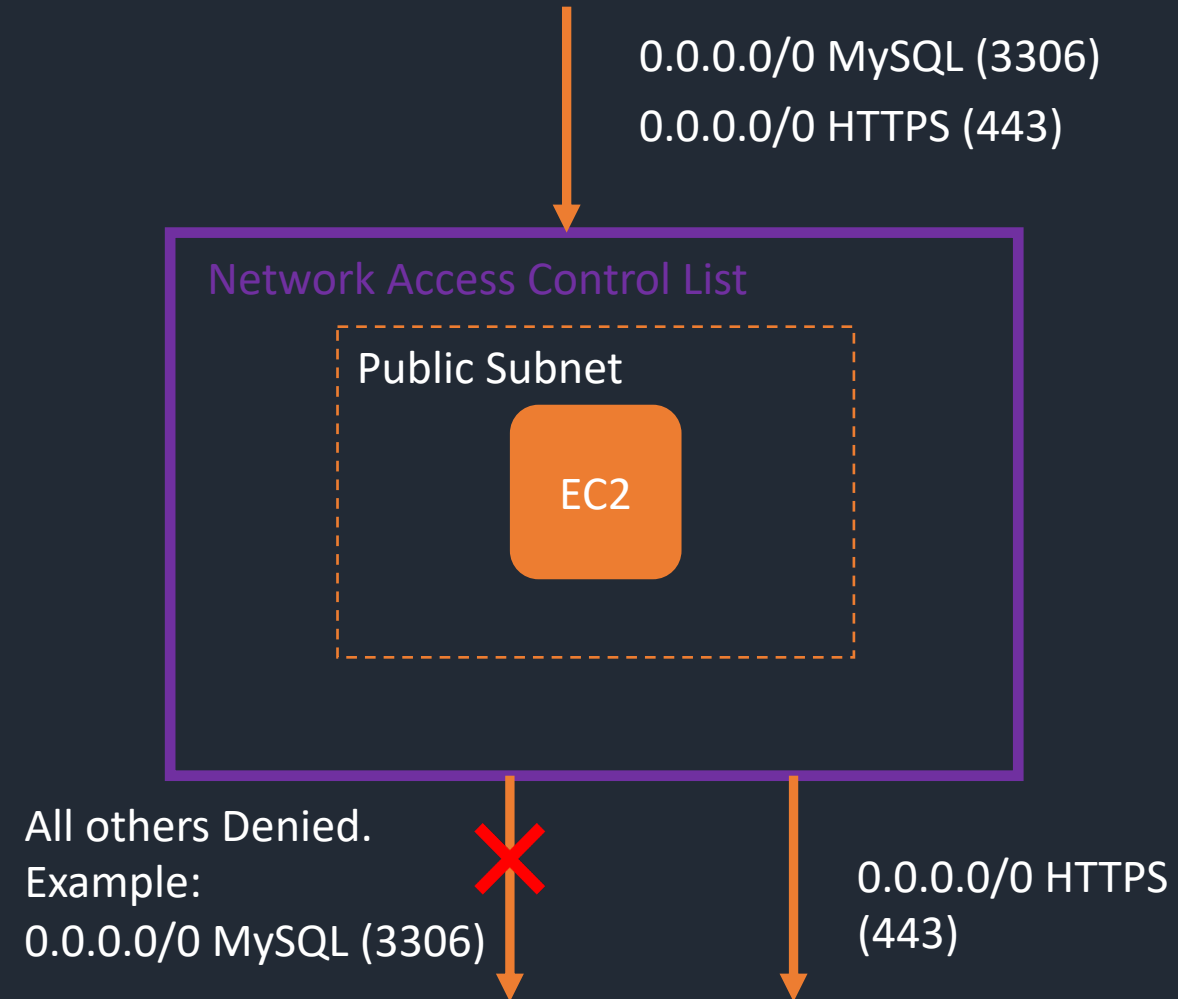 0.0.0.0/0 MySQL (3306)
0.0.0.0/0 HTTPS (443)
Network Access Control List
Public Subnet
EC2
All others Denied.
Example:
0.0.0.0/0 MySQL (3306)
0.0.0.0/0 HTTPS
(443)